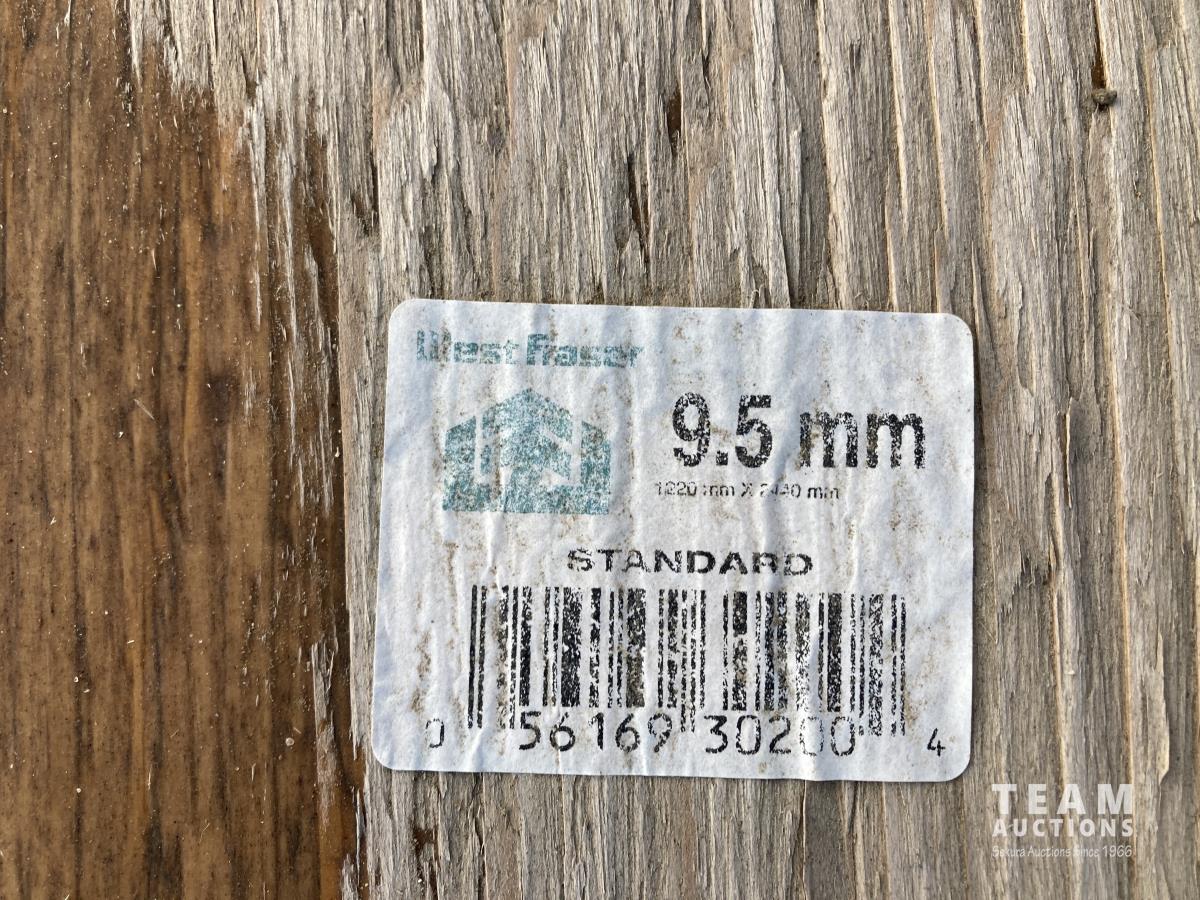 West Fraser
9.5 mm
1220 mm X 2440 mm
STANDARD
0 56169 30200 4
TEAM
AUCTIONS
Sekura Auctions Since 1966